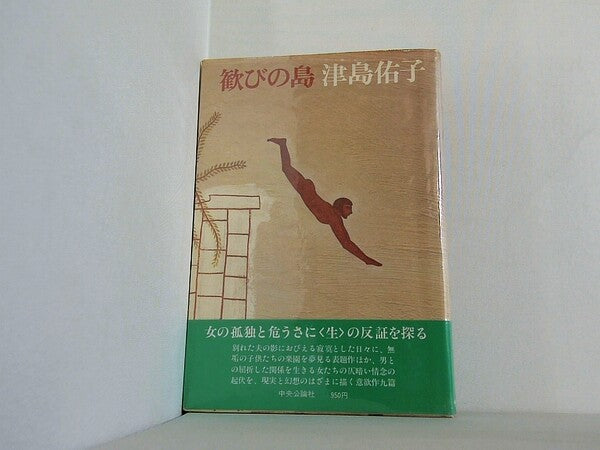 歓びの島 津島佑子
女の孤独と危うさに〈生〉の反証を探る
別れた夫の影におびえる寂寞とした日々に、無
垢の子供たちの楽園を夢見る表題作ほか、男と
の屈折した関係を生きる女たちの仄暗い情念の
起伏を、現実と幻想のはざまに描く意欲作九篇
中央公論社 950円